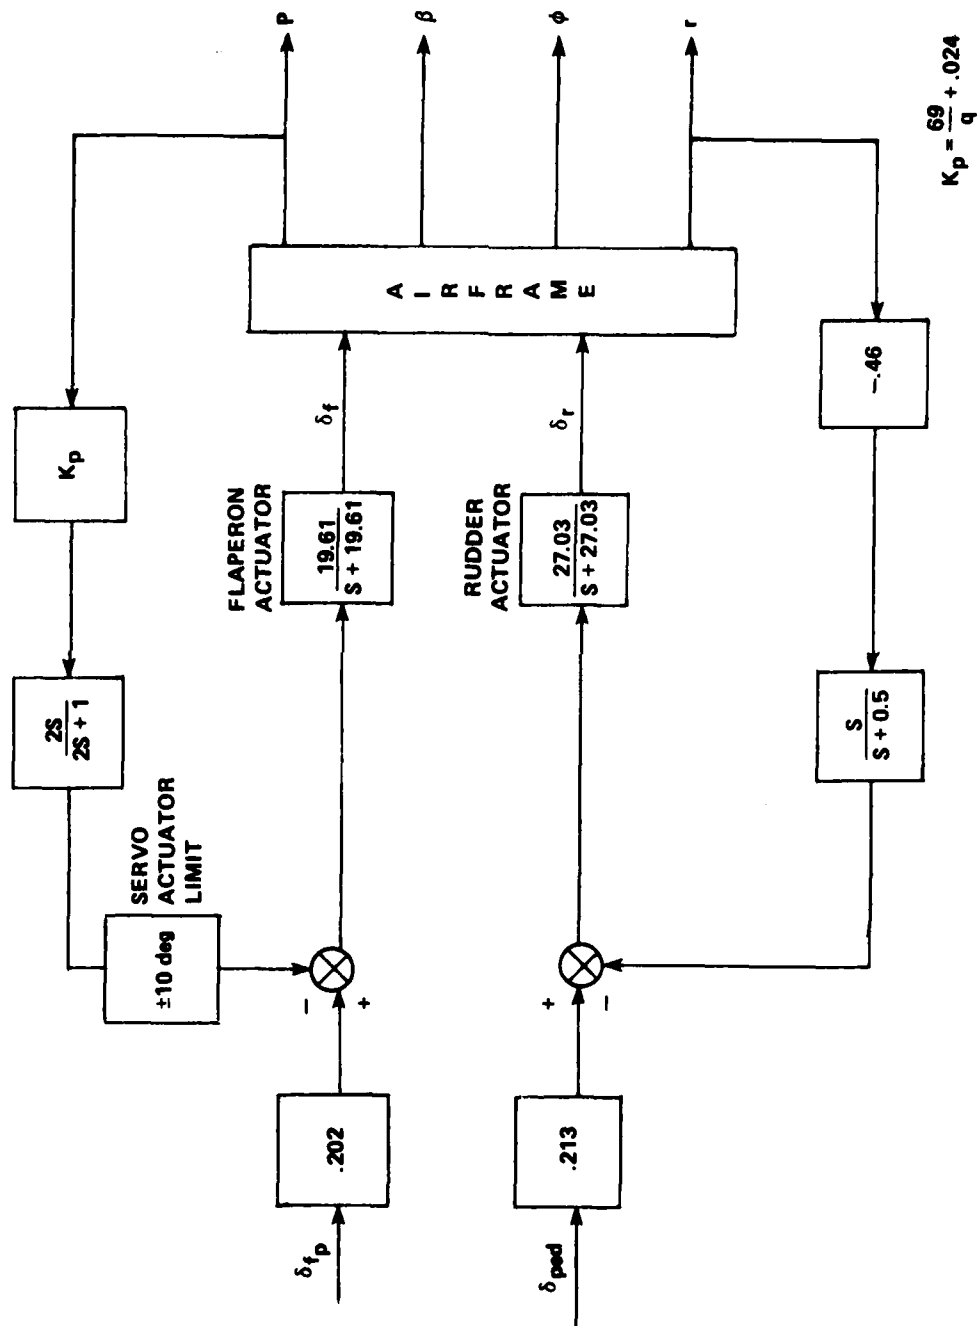 K_p
2S
2S + 1
SERVO
ACTUATOR
LIMIT
±10 deg
P
δ_f_p
.202
−
+
FLAPERON
ACTUATOR
19.61
S + 19.61
δ_f
A I R F R A M E
β
φ
δ_ped
.213
+
−
RUDDER
ACTUATOR
27.03
S + 27.03
δ_r
r
S
S + 0.5
−.46
K_p = 69/q + .024